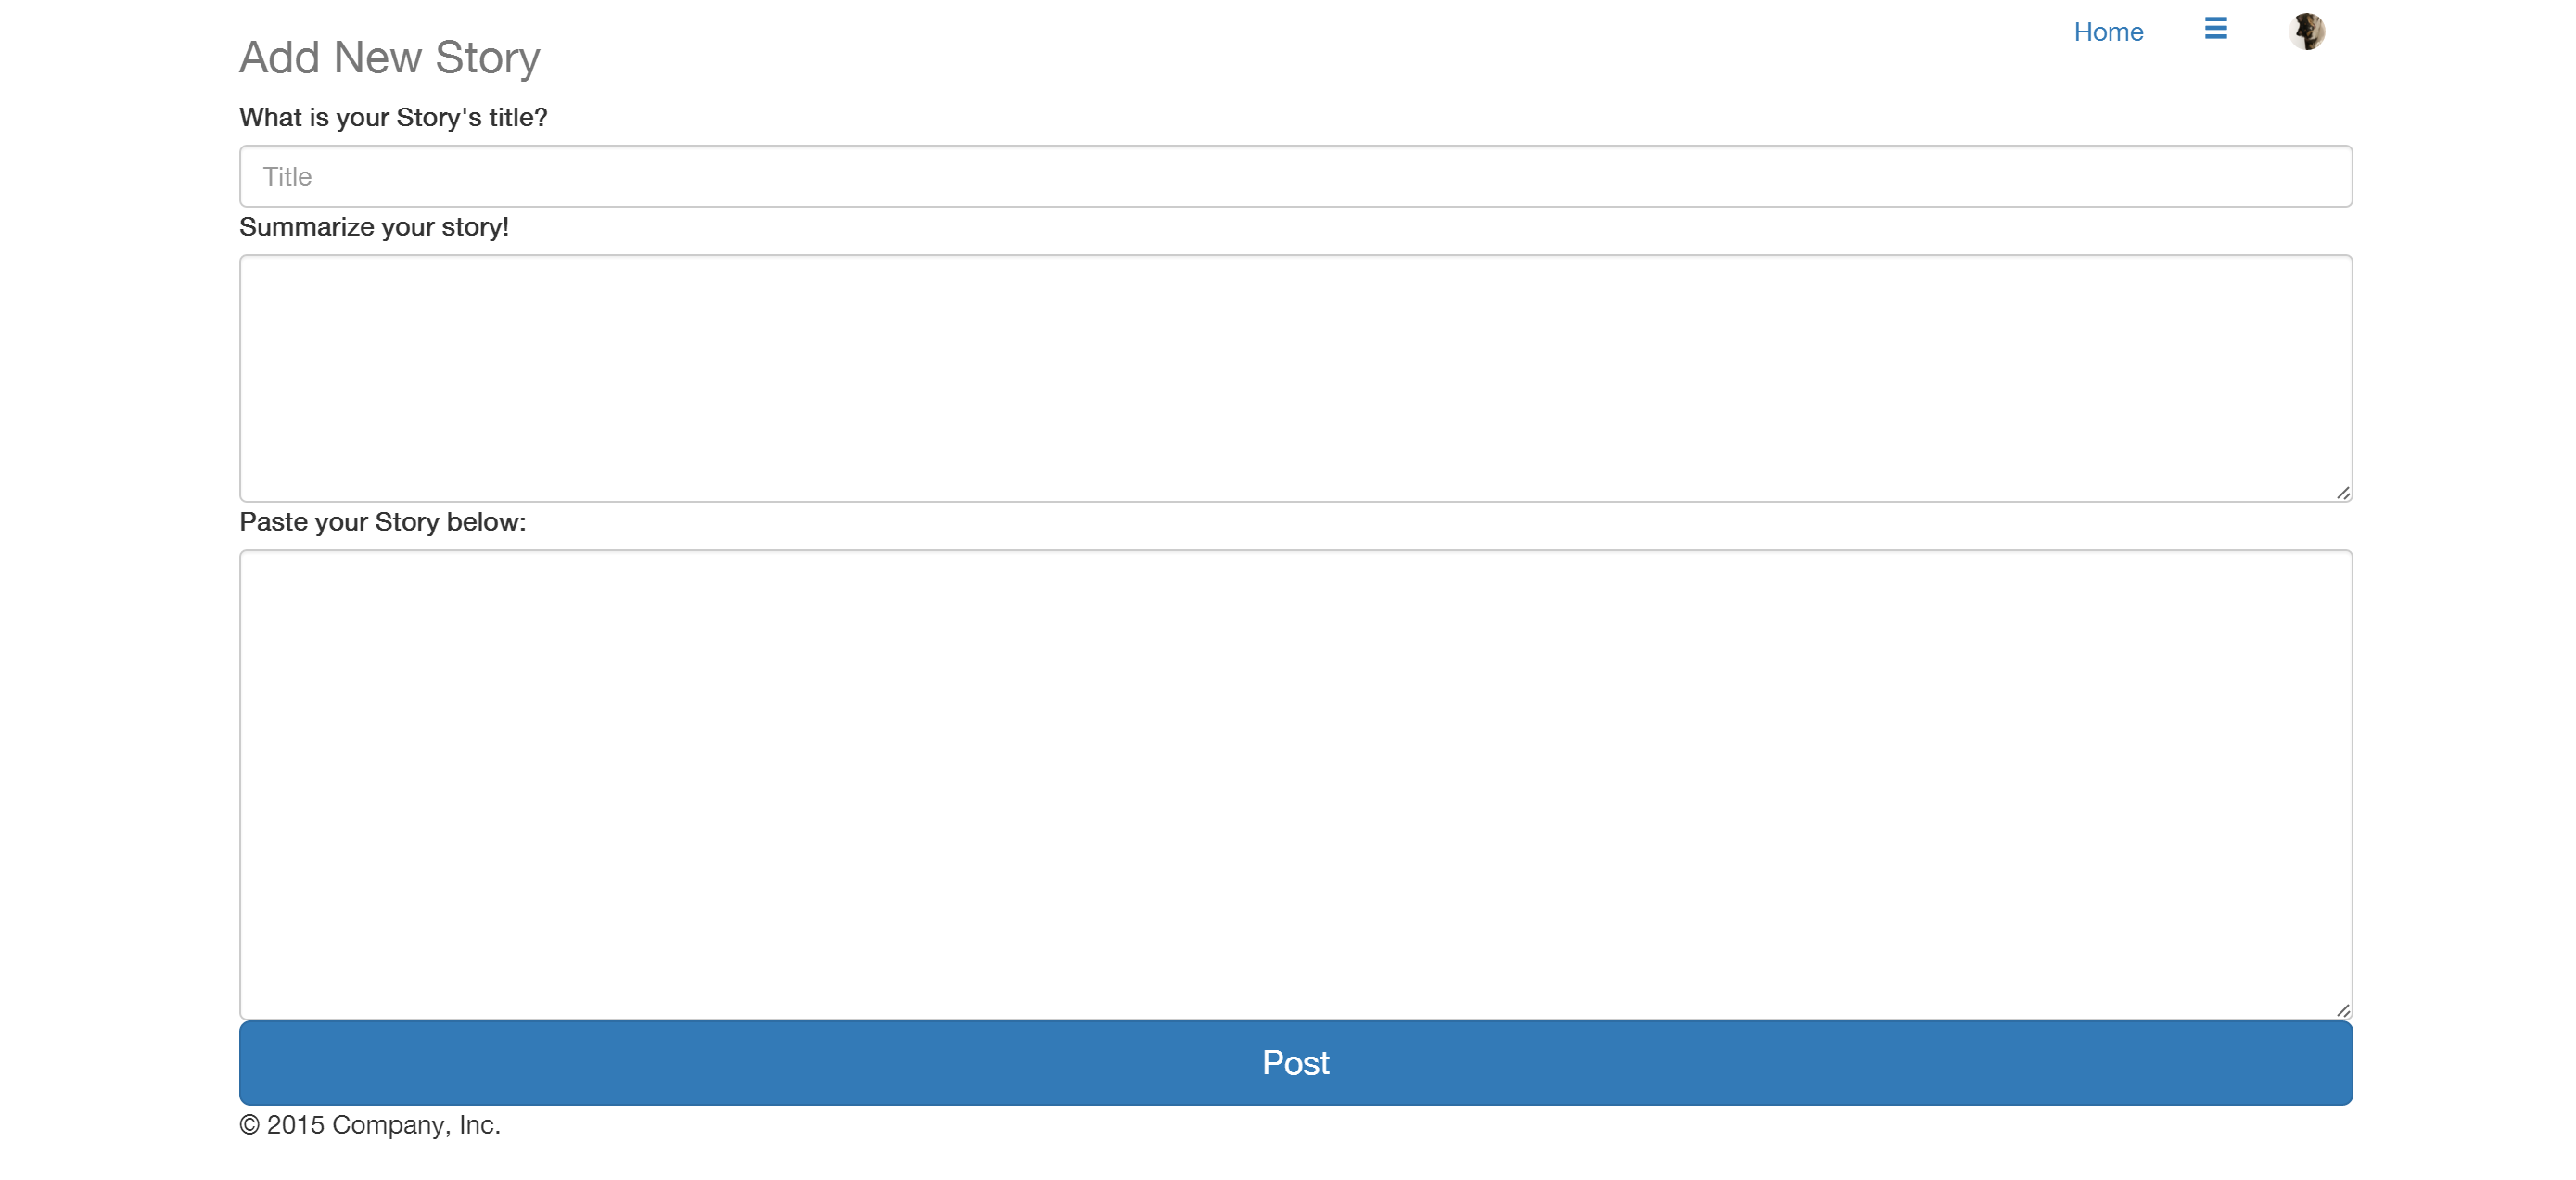 Home
Add New Story
What is your Story's title?
Title
Summarize your story!
Paste your Story below:
Post
© 2015 Company, Inc.